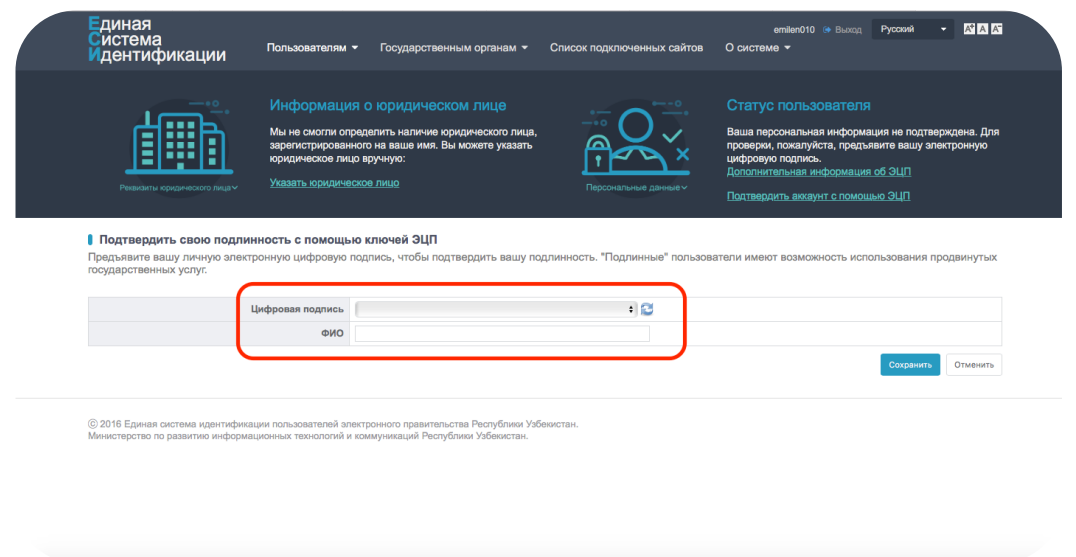 Единая
Система
Идентификации
Пользователям
Государственным органам
Список подключенных сайтов
О системе
emilen010
Выход
Русский
A+ A A-
Информация о юридическом лице
Мы не смогли определить наличие юридического лица,
зарегистрированного на ваше имя. Вы можете указать
юридическое лицо вручную:
Указать юридическое лицо
Реквизиты юридического лица
Статус пользователя
Ваша персональная информация не подтверждена. Для
проверки, пожалуйста, предъявите вашу электронную
цифровую подпись.
Дополнительная информация об ЭЦП
Подтвердить аккаунт с помощью ЭЦП
Персональные данные
Подтвердить свою подлинность с помощью ключей ЭЦП
Предъявите вашу личную электронную цифровую подпись, чтобы подтвердить вашу подлинность. "Подлинные" пользователи имеют возможность использования продвинутых
государственных услуг.
Цифровая подпись
ФИО
Сохранить
Отменить
© 2016 Единая система идентификации пользователей электронного правительства Республики Узбекистан.
Министерство по развитию информационных технологий и коммуникаций Республики Узбекистан.